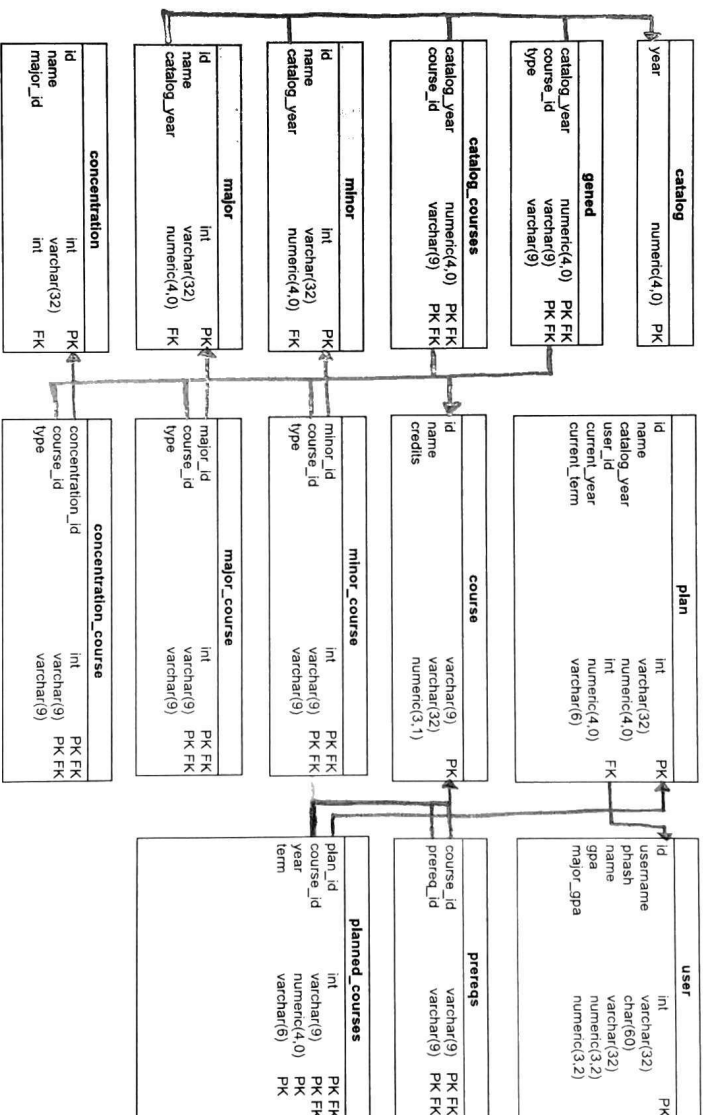 catalog
year numeric(4,0) PK
gened
catalog_year numeric(4,0) PK FK
course_id varchar(9) PK FK
type varchar(9)
catalog_courses
catalog_year numeric(4,0) PK FK
course_id varchar(9) PK FK
minor
id int PK
name varchar(32)
catalog_year numeric(4,0) FK
major
id int PK
name varchar(32)
catalog_year numeric(4,0) FK
concentration
id int PK
name varchar(32)
major_id int FK
plan
id int PK
name varchar(32)
catalog_year numeric(4,0)
user_id int FK
current_year numeric(4,0)
current_term varchar(6)
course
id varchar(9) PK
name varchar(32)
credits numeric(3,1)
minor_course
minor_id int PK FK
course_id varchar(9) PK FK
type varchar(9)
major_course
major_id int PK FK
course_id varchar(9) PK FK
type varchar(9)
concentration_course
concentration_id int PK FK
course_id varchar(9) PK FK
type varchar(9)
user
id int PK
username varchar(32)
phash char(60)
name varchar(32)
gpa numeric(3,2)
major_gpa numeric(3,2)
prereqs
course_id varchar(9) PK FK
prereq_id varchar(9) PK FK
planned_courses
plan_id int PK FK
course_id varchar(9) PK FK
year numeric(4,0) PK
term varchar(6) PK